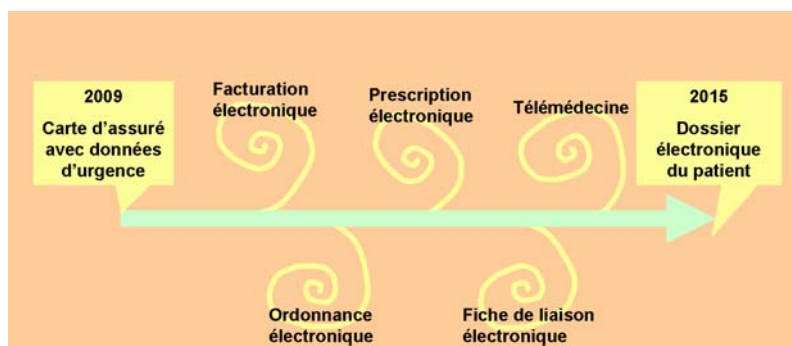 2009
Carte d'assuré
avec données
d'urgence
Facturation
électronique
Prescription
électronique
Télémédecine
2015
Dossier
électronique
du patient
Ordonnance
électronique
Fiche de liaison
électronique